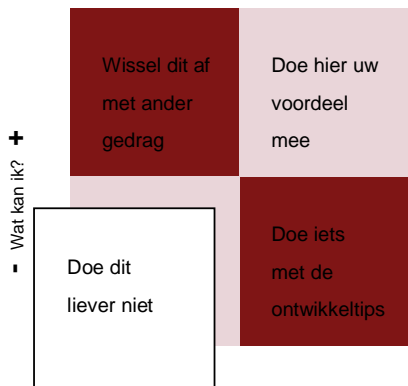 Wissel dit af
met ander
gedrag
Doe hier uw
voordeel
mee
- Wat kan ik? +
Doe dit
liever niet
Doe iets
met de
ontwikkeltips